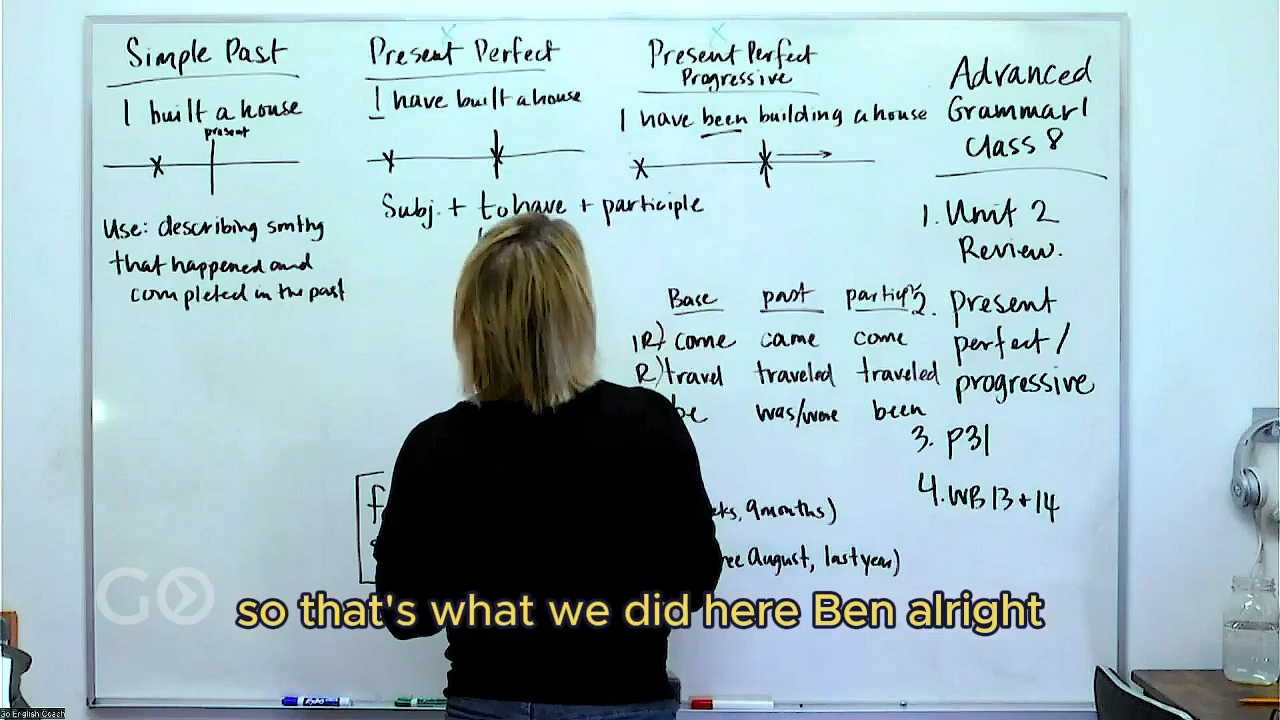 Simple Past
I built a house
present
Use: describing smthg
that happened and
completed in the past
Present Perfect
I have built a house
Subj. + to have + participle
Present Perfect
Progressive
I have been building a house
Base past
IR) come came come
R) travel traveled traveled
be was/were been
9 months)
August, last year)
Advanced
Grammar 1
Class 8
1. Unit 2
Review.
2. present
perfect/
progressive
3. P31
4. WB 13 + 14
GO
so that's what we did here Ben alright
Go English Coach